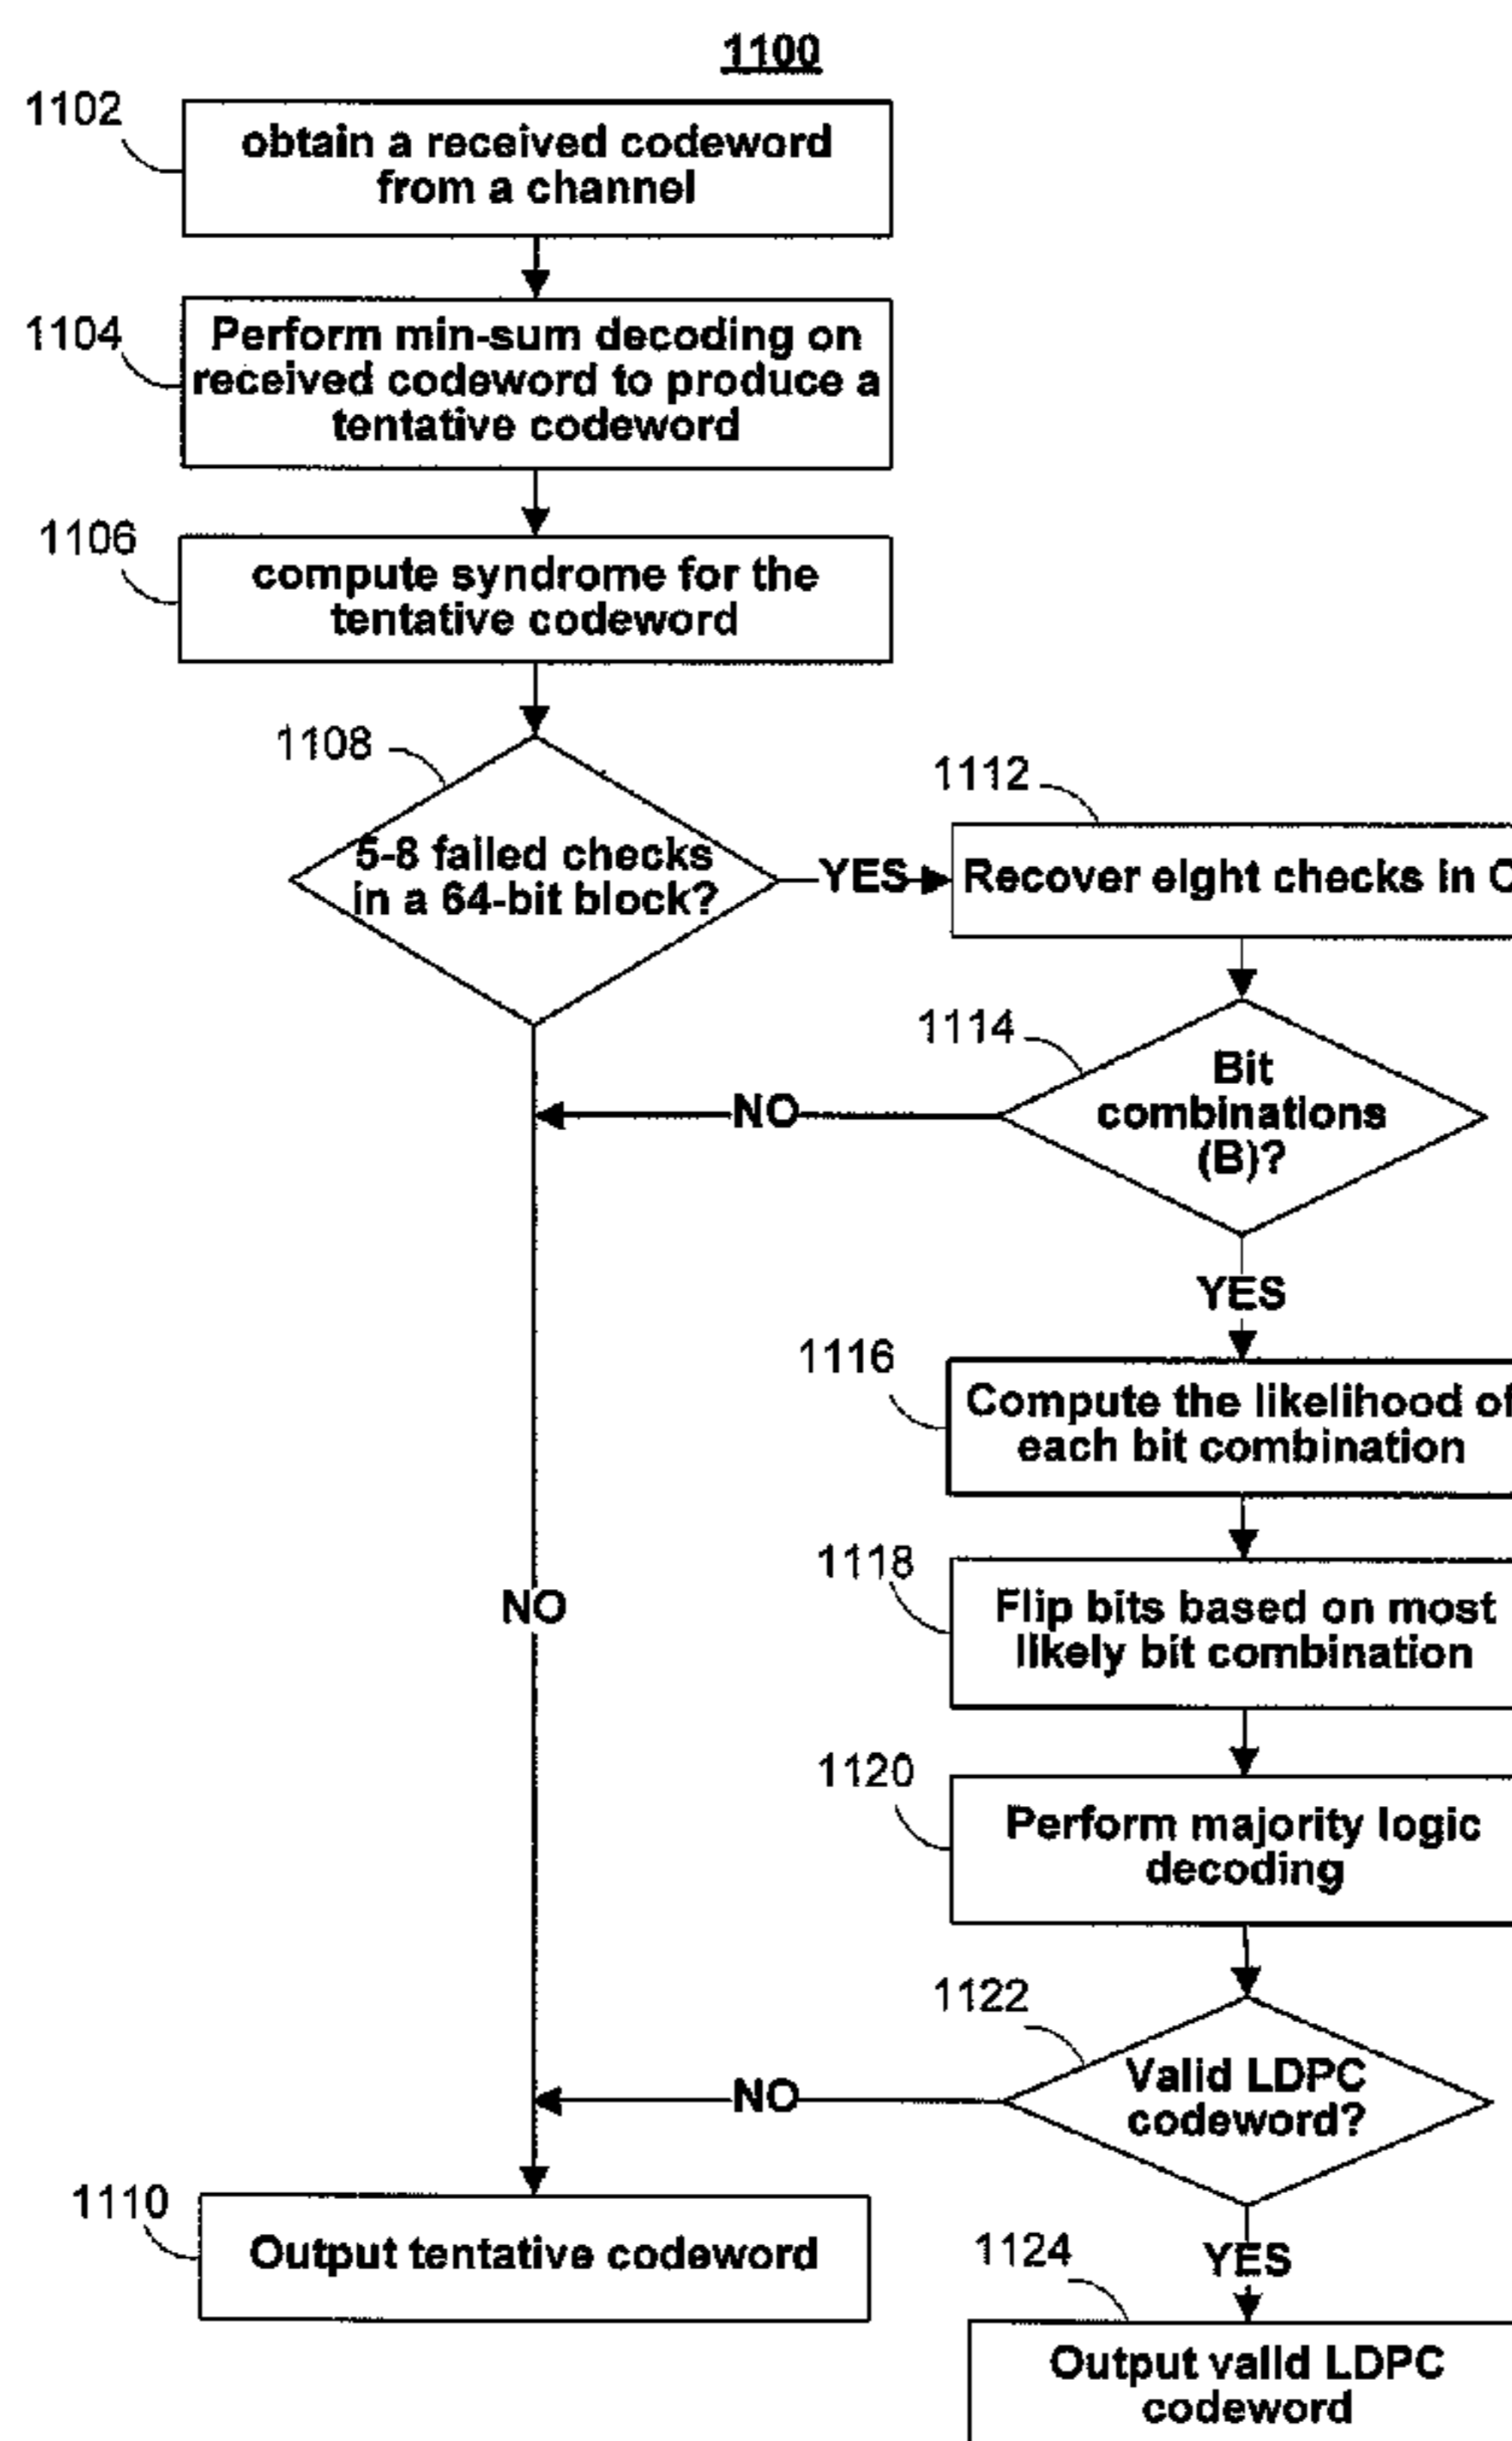 1100
1102
obtain a received codeword
from a channel
1104
Perform min-sum decoding on
received codeword to produce a
tentative codeword
1106
compute syndrome for the
tentative codeword
1108
5-8 failed checks
in a 64-bit block?
YES
1112
Recover eight checks in
1114
Bit
combinations
(B)?
NO
YES
1116
Compute the likelihood of
each bit combination
1118
Flip bits based on most
likely bit combination
NO
1120
Perform majority logic
decoding
1122
Valid LDPC
codeword?
NO
YES
1110
Output tentative codeword
1124
Output valid LDPC
codeword